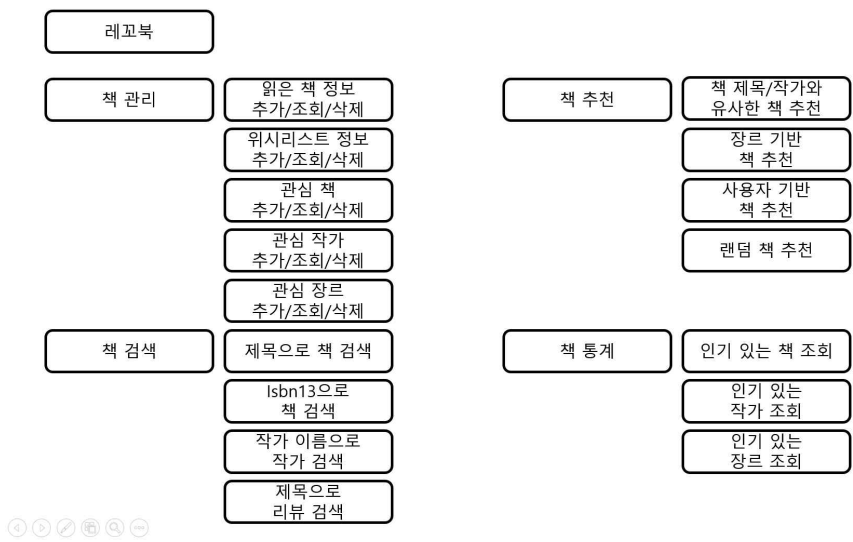 레꼬북
책 관리
읽은 책 정보
추가/조회/삭제
위시리스트 정보
추가/조회/삭제
관심 책
추가/조회/삭제
관심 작가
추가/조회/삭제
관심 장르
추가/조회/삭제
책 검색
제목으로 책 검색
Isbn13으로
책 검색
작가 이름으로
작가 검색
제목으로
리뷰 검색
책 추천
책 제목/작가와
유사한 책 추천
장르 기반
책 추천
사용자 기반
책 추천
랜덤 책 추천
책 통계
인기 있는 책 조회
인기 있는
작가 조회
인기 있는
장르 조회